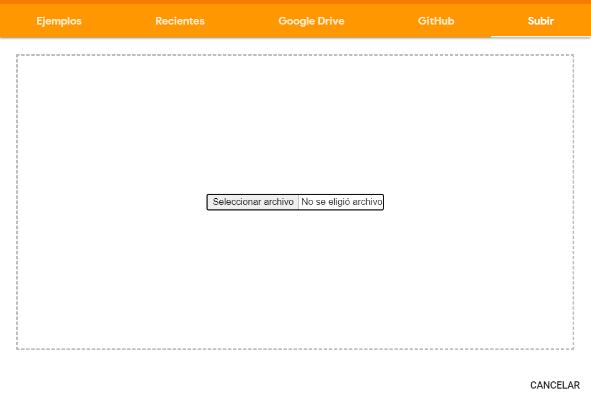 Ejemplos Recientes Google Drive GitHub Subir
Seleccionar archivo No se eligió archivo
CANCELAR